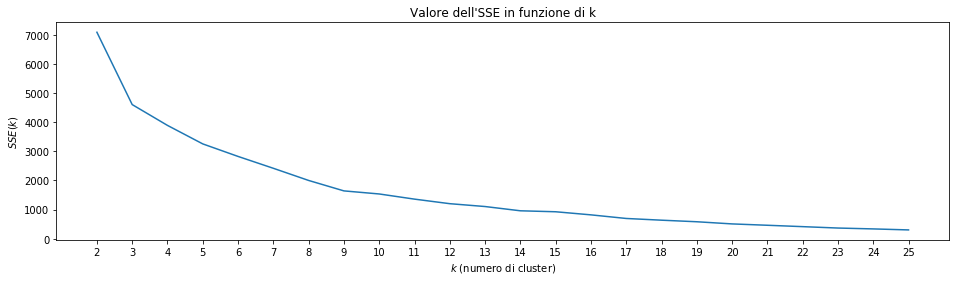 Valore dell'SSE in funzione di k
SSE(k)
7000
6000
5000
4000
3000
2000
1000
0
2 3 4 5 6 7 8 9 10 11 12 13 14 15 16 17 18 19 20 21 22 23 24 25
k (numero di cluster)